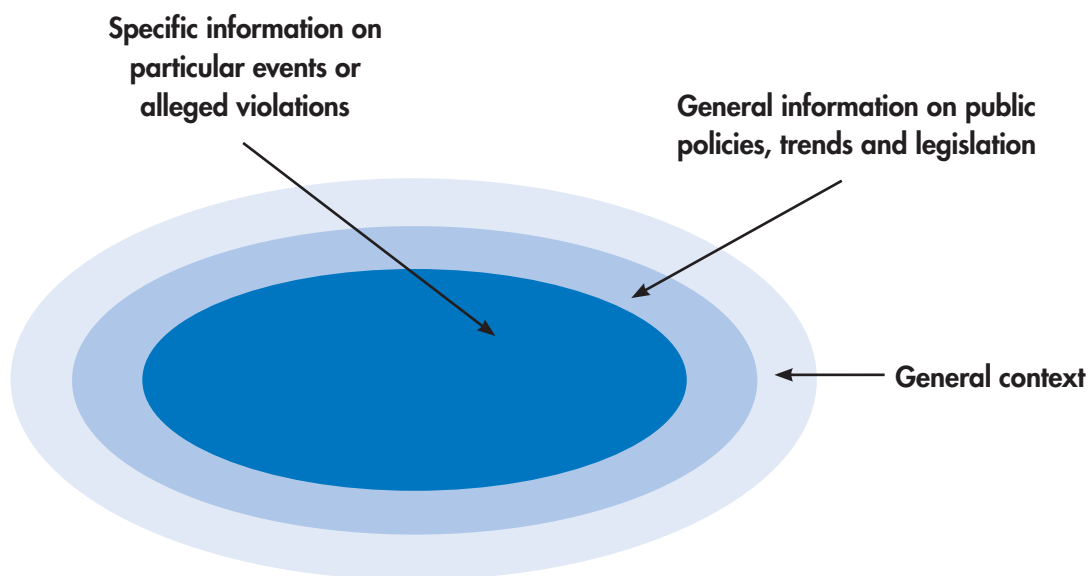 Specific information on
particular events or
alleged violations
General information on public
policies, trends and legislation
General context